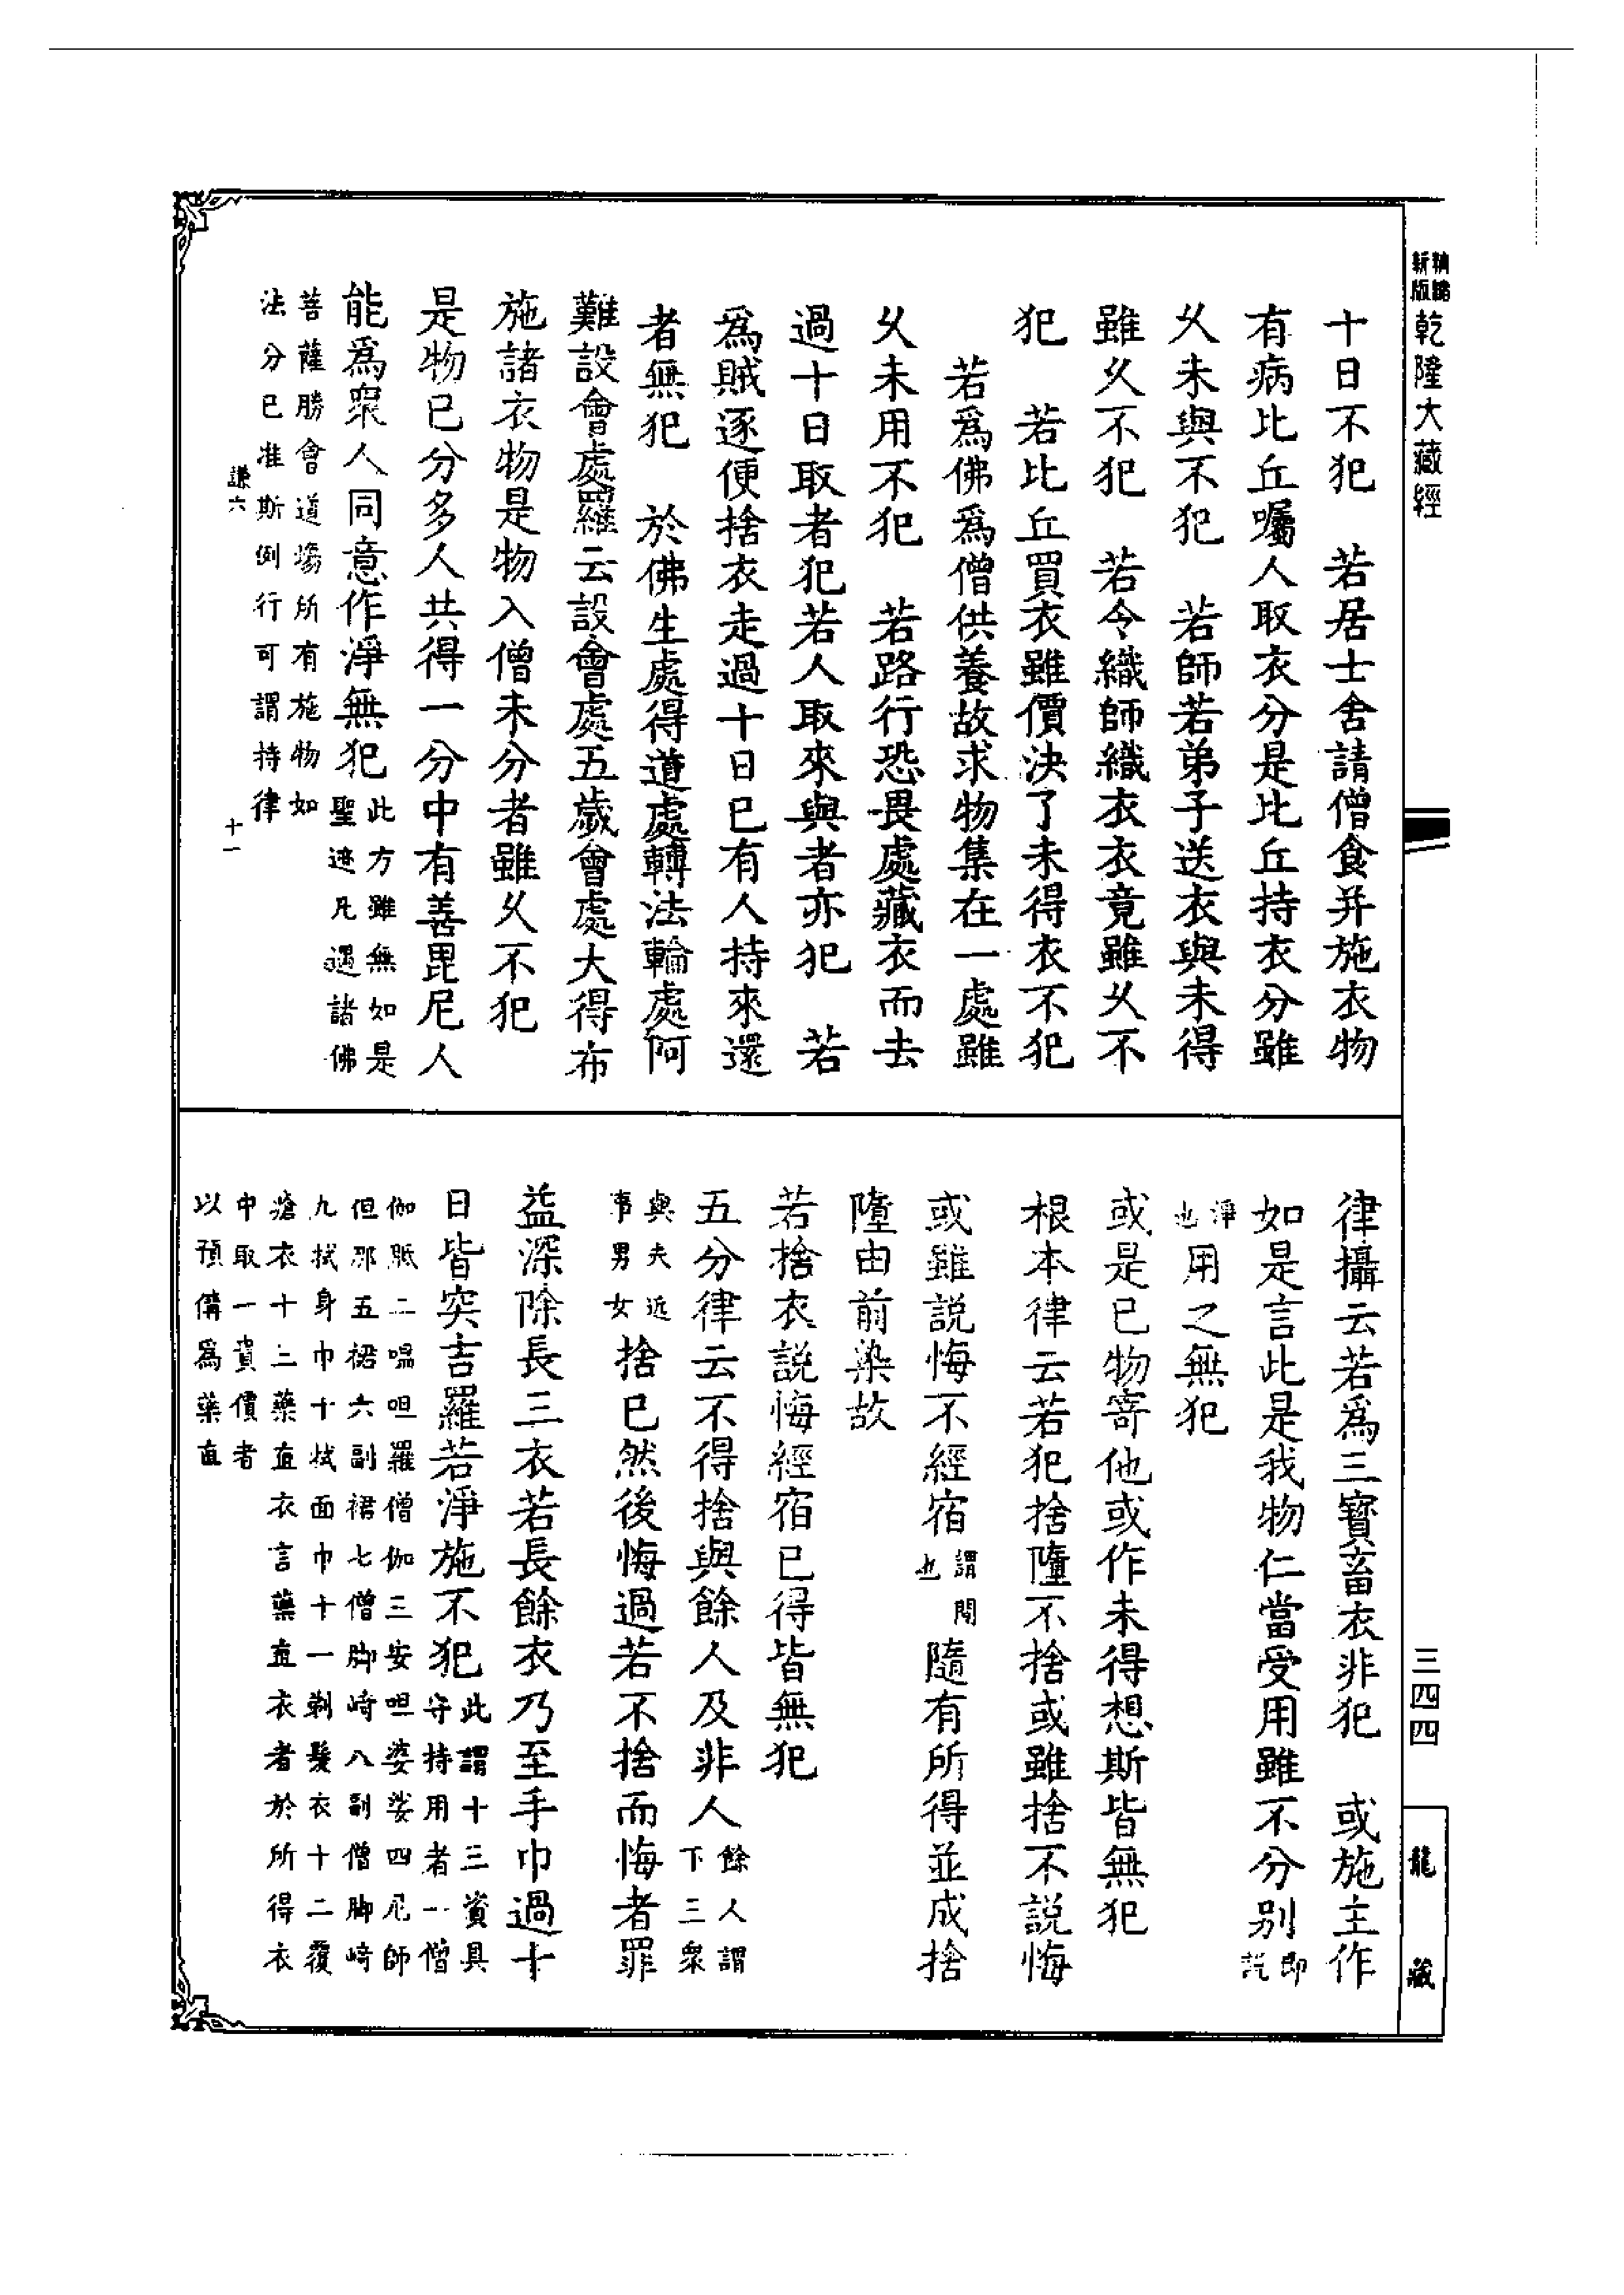 精縮
新版
乾隆大藏經
十日不犯　若居士舍請僧食并施衣物
有病比丘囑人取衣分是比丘持衣分雖
乆未與不犯　若師若弟子送衣與未得
雖乆不犯　若令織師織衣衣竟雖乆不
犯　若比丘買衣雖價決了未得衣不犯
若爲佛爲僧供養故求物集在一處雖
乆未用不犯　若路行恐畏處藏衣而去
過十日取者犯若人取來與者亦犯　若
爲賊逐便捨衣走過十日已有人持來還
者無犯　於佛生處得道處轉法輪處阿
難設會處羅云設會處五歲會處大得布
施諸衣物是物入僧未分者雖乆不犯
是物已分多人共得一分中有善毘尼人
能爲衆人同意作淨無犯
此方雖無如是
聖迹凡遇諸佛
菩薩勝會道場所有施物如
法分已准斯例行可謂持律
謙六　十一
律攝云若爲三寶畜衣非犯　或施主作
如是言此是我物仁當受用雖不分別
即
説
淨
也
用之無犯
或是已物寄他或作未得想斯皆無犯
根本律云若犯捨墮不捨或雖捨不説悔
或雖説悔不經宿
謂閱
也
隨有所得並成捨
墮由前染故
若捨衣説悔經宿已得皆無犯
五分律云不得捨與餘人及非人
餘人謂
下三衆
與夫近
事男女
捨已然後悔過若不捨而悔者罪
益深除長三衣若長餘衣乃至手巾過十
日皆突吉羅若淨施不犯
此謂十三資具
守持用者一僧
伽胝二嗢呾羅僧伽三安呾婆娑四尼師
但那五裙六副裙七僧脚崎八副僧脚崎
九拭身巾十拭面巾十一剃髮衣十二覆
瘡衣十三藥直衣言藥直衣者於所得衣
中取一貴價者
以預備爲藥直
三四四
龍藏